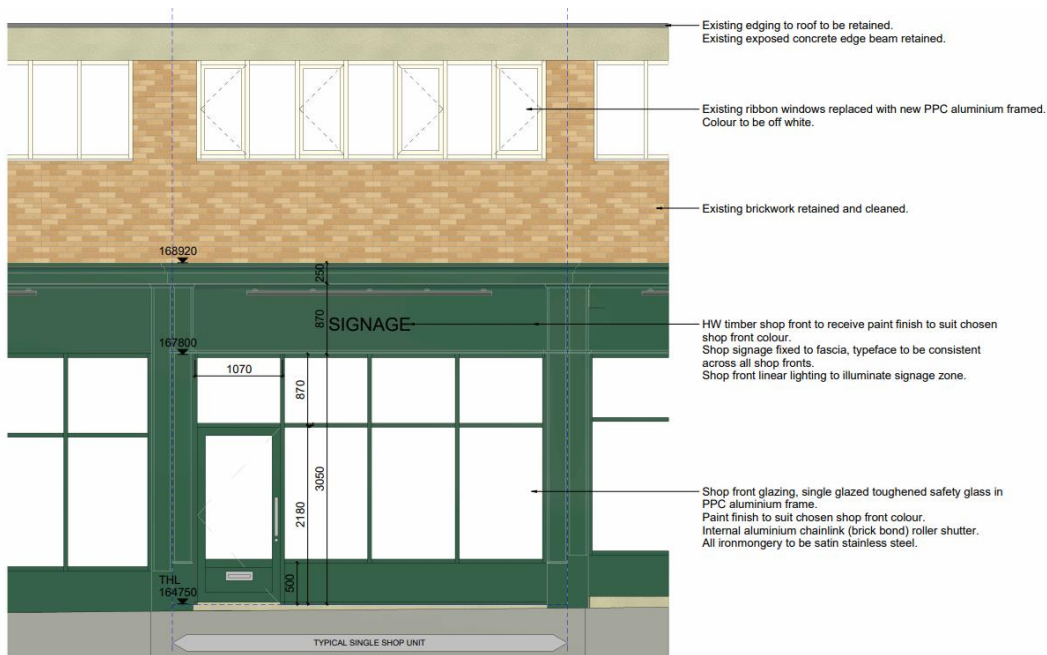 Existing edging to roof to be retained.
Existing exposed concrete edge beam retained.
Existing ribbon windows replaced with new PPC aluminium framed.
Colour to be off white.
Existing brickwork retained and cleaned.
168920
250
870
SIGNAGE
HW timber shop front to receive paint finish to suit chosen
shop front colour.
Shop signage fixed to fascia, typeface to be consistent
across all shop fronts.
Shop front linear lighting to illuminate signage zone.
167800
1070
870
3050
2180
Shop front glazing, single glazed toughened safety glass in
PPC aluminium frame.
Paint finish to suit chosen shop front colour.
Internal aluminium chainlink (brick bond) roller shutter.
All ironmongery to be satin stainless steel.
500
THL
164750
TYPICAL SINGLE SHOP UNIT